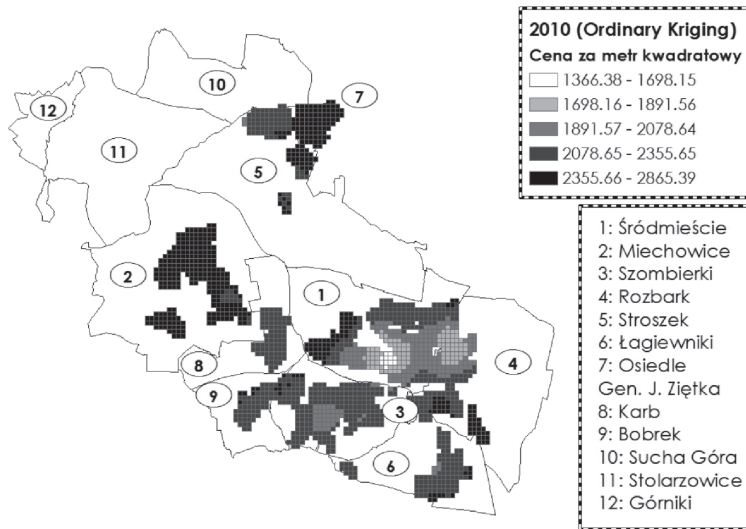 2010 (Ordinary Kriging)
Cena za metr kwadratowy
1366.38 - 1698.15
1698.16 - 1891.56
1891.57 - 2078.64
2078.65 - 2355.65
2355.66 - 2865.39
1: Śródmieście
2: Miechowice
3: Szombierki
4: Rozbark
5: Stroszek
6: Łagiewniki
7: Osiedle
Gen. J. Ziętka
8: Karb
9: Bobrek
10: Sucha Góra
11: Stolarzowice
12: Górniki
10
7
12
11
5
2
1
8
4
9
3
6